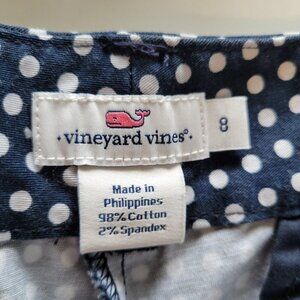 vineyard vines®
8
Made in
Philippines
98% Cotton
2% Spandex